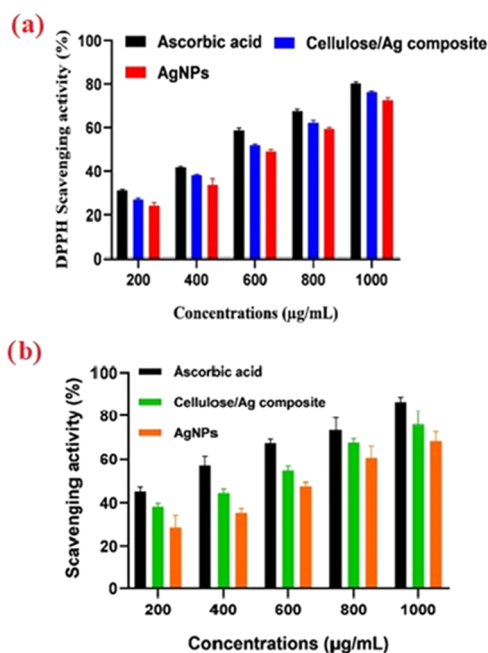 (a)
Ascorbic acid
Cellulose/Ag composite
AgNPs
DPPH Scavenging activity (%)
100
80
60
40
20
0
200 400 600 800 1000
Concentrations (µg/mL)
(b)
Ascorbic acid
Cellulose/Ag composite
AgNPs
Scavenging activity (%)
100
80
60
40
20
0
200 400 600 800 1000
Concentrations (µg/mL)